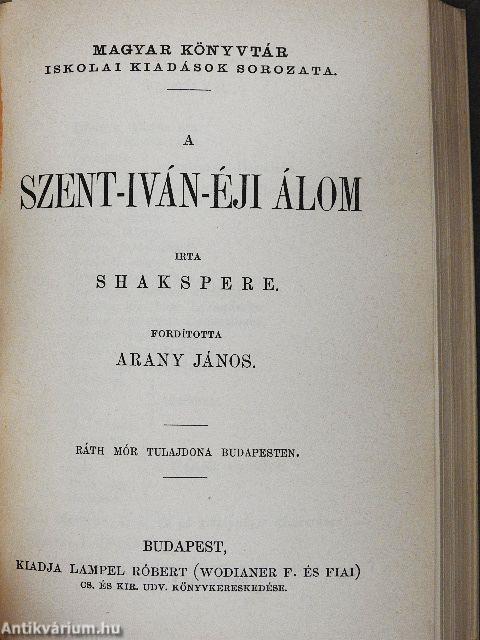 MAGYAR KÖNYVTÁR
ISKOLAI KIADÁSOK SOROZATA.
A
SZENT-IVÁN-ÉJI ÁLOM
IRTA
SHAKSPERE.
FORDÍTOTTA
ARANY JÁNOS.
RÁTH MÓR TULAJDONA BUDAPESTEN.
BUDAPEST,
KIADJA LAMPEL RÓBERT (WODIANER F. ÉS FIAI)
CS. ÉS KIR. UDV. KÖNYVKERESKEDÉSE.
Antikvárium.hu